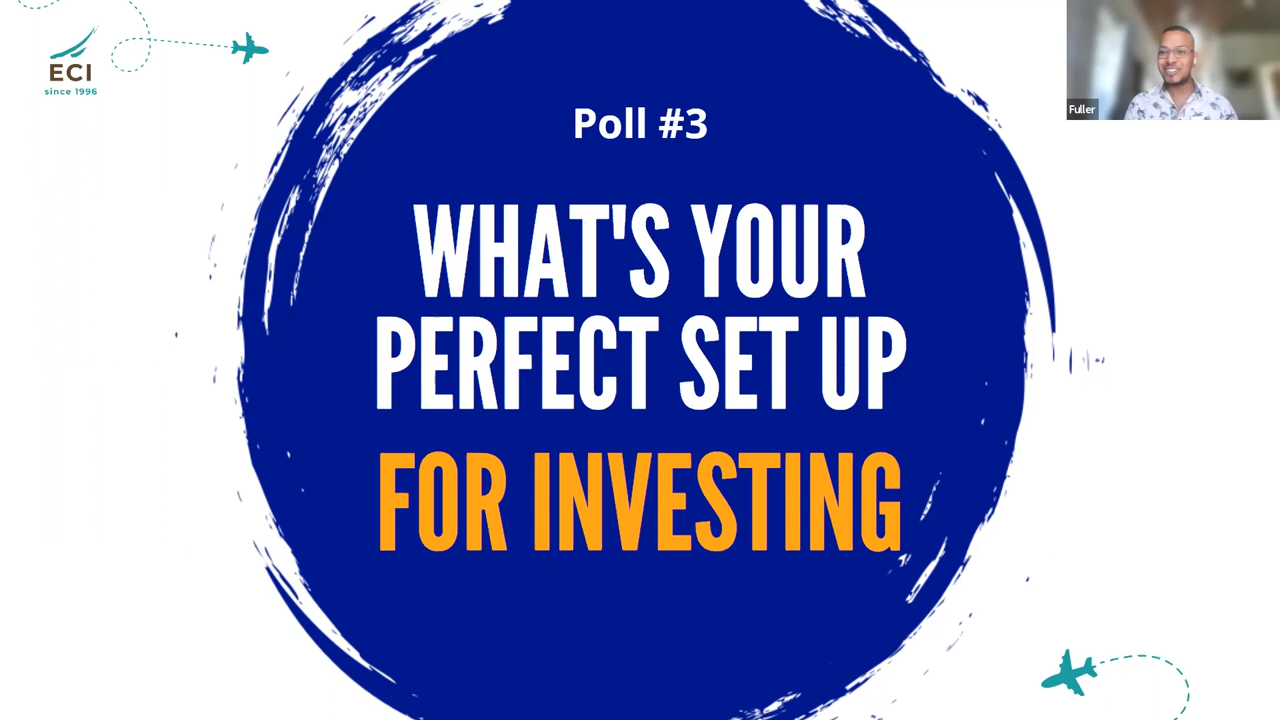 ECI
since 1996
Fuller
Poll #3
WHAT'S YOUR
PERFECT SET UP
FOR INVESTING